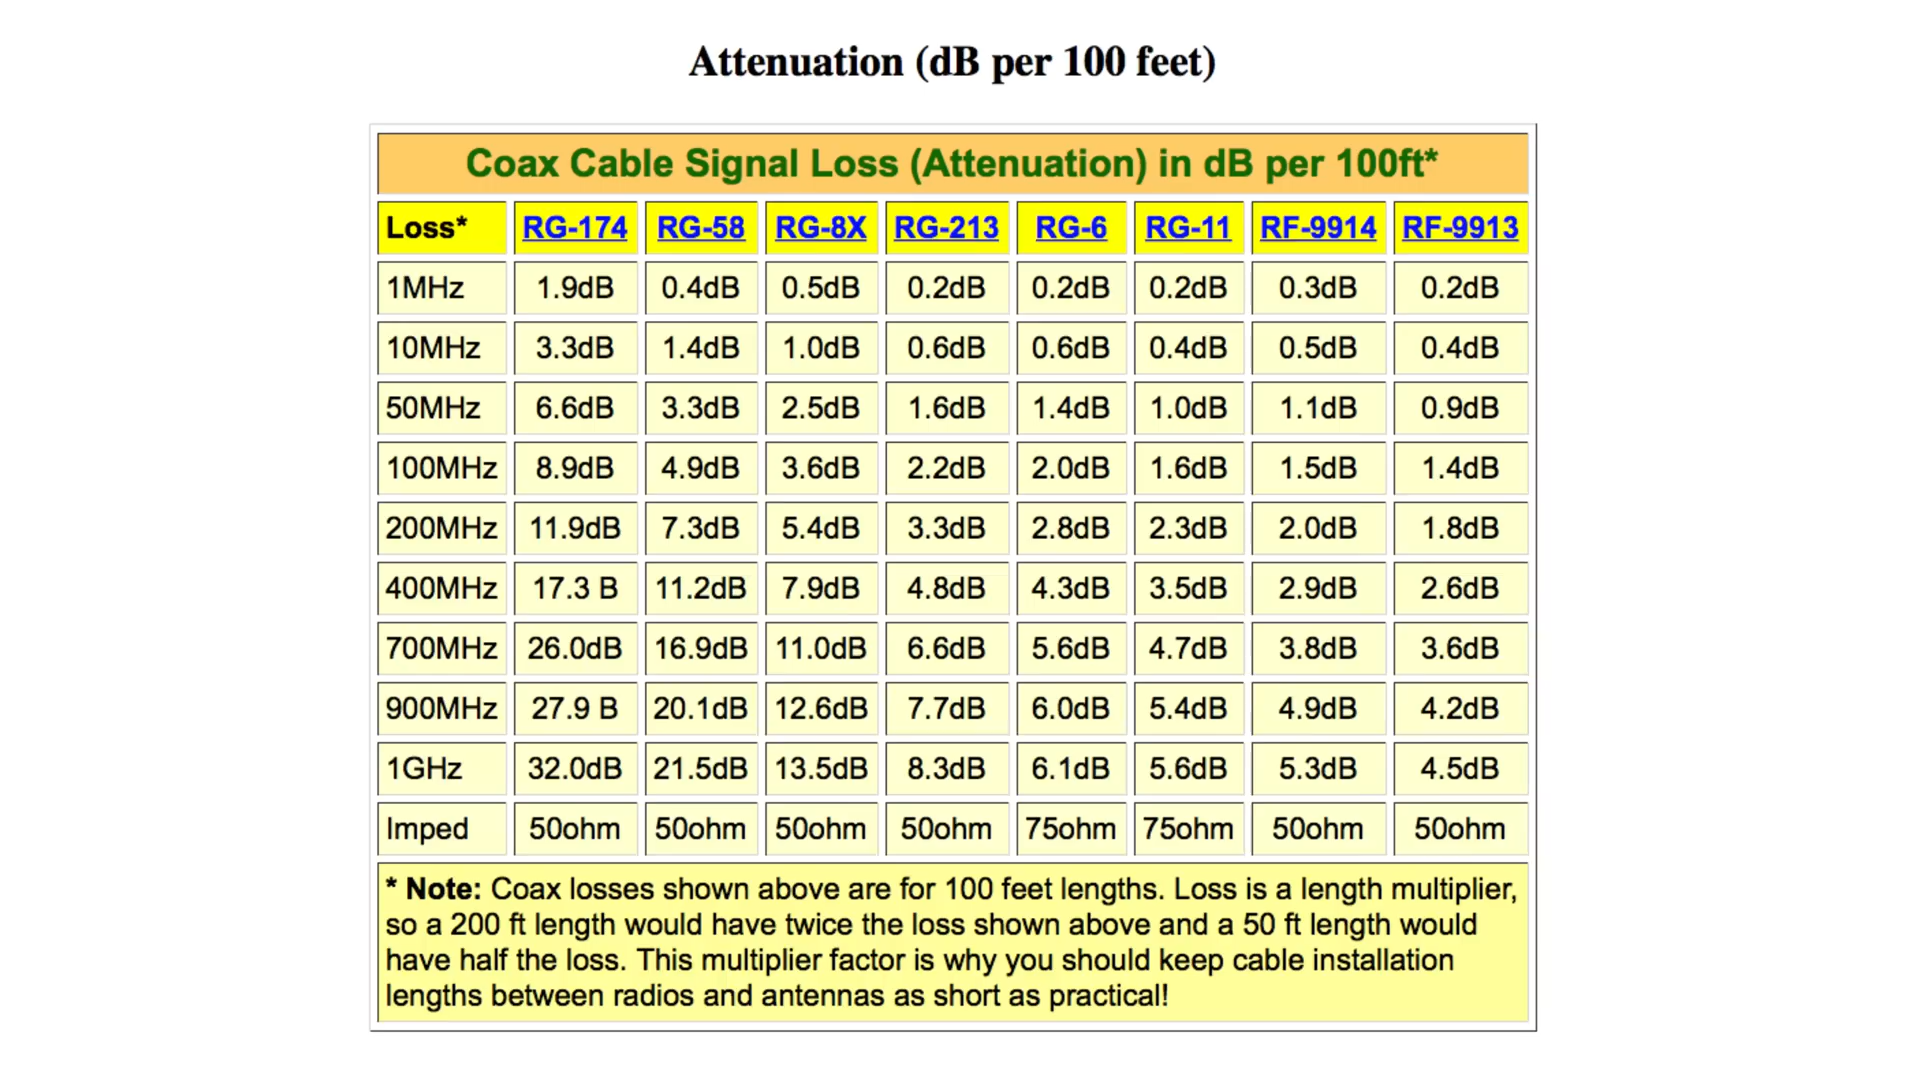 Attenuation (dB per 100 feet)
Coax Cable Signal Loss (Attenuation) in dB per 100ft*
Loss* RG-174 RG-58 RG-8X RG-213 RG-6 RG-11 RF-9914 RF-9913
1MHz 1.9dB 0.4dB 0.5dB 0.2dB 0.2dB 0.2dB 0.3dB 0.2dB
10MHz 3.3dB 1.4dB 1.0dB 0.6dB 0.6dB 0.4dB 0.5dB 0.4dB
50MHz 6.6dB 3.3dB 2.5dB 1.6dB 1.4dB 1.0dB 1.1dB 0.9dB
100MHz 8.9dB 4.9dB 3.6dB 2.2dB 2.0dB 1.6dB 1.5dB 1.4dB
200MHz 11.9dB 7.3dB 5.4dB 3.3dB 2.8dB 2.3dB 2.0dB 1.8dB
400MHz 17.3 B 11.2dB 7.9dB 4.8dB 4.3dB 3.5dB 2.9dB 2.6dB
700MHz 26.0dB 16.9dB 11.0dB 6.6dB 5.6dB 4.7dB 3.8dB 3.6dB
900MHz 27.9 B 20.1dB 12.6dB 7.7dB 6.0dB 5.4dB 4.9dB 4.2dB
1GHz 32.0dB 21.5dB 13.5dB 8.3dB 6.1dB 5.6dB 5.3dB 4.5dB
Imped 50ohm 50ohm 50ohm 50ohm 75ohm 75ohm 50ohm 50ohm
* Note: Coax losses shown above are for 100 feet lengths. Loss is a length multiplier,
so a 200 ft length would have twice the loss shown above and a 50 ft length would
have half the loss. This multiplier factor is why you should keep cable installation
lengths between radios and antennas as short as practical!